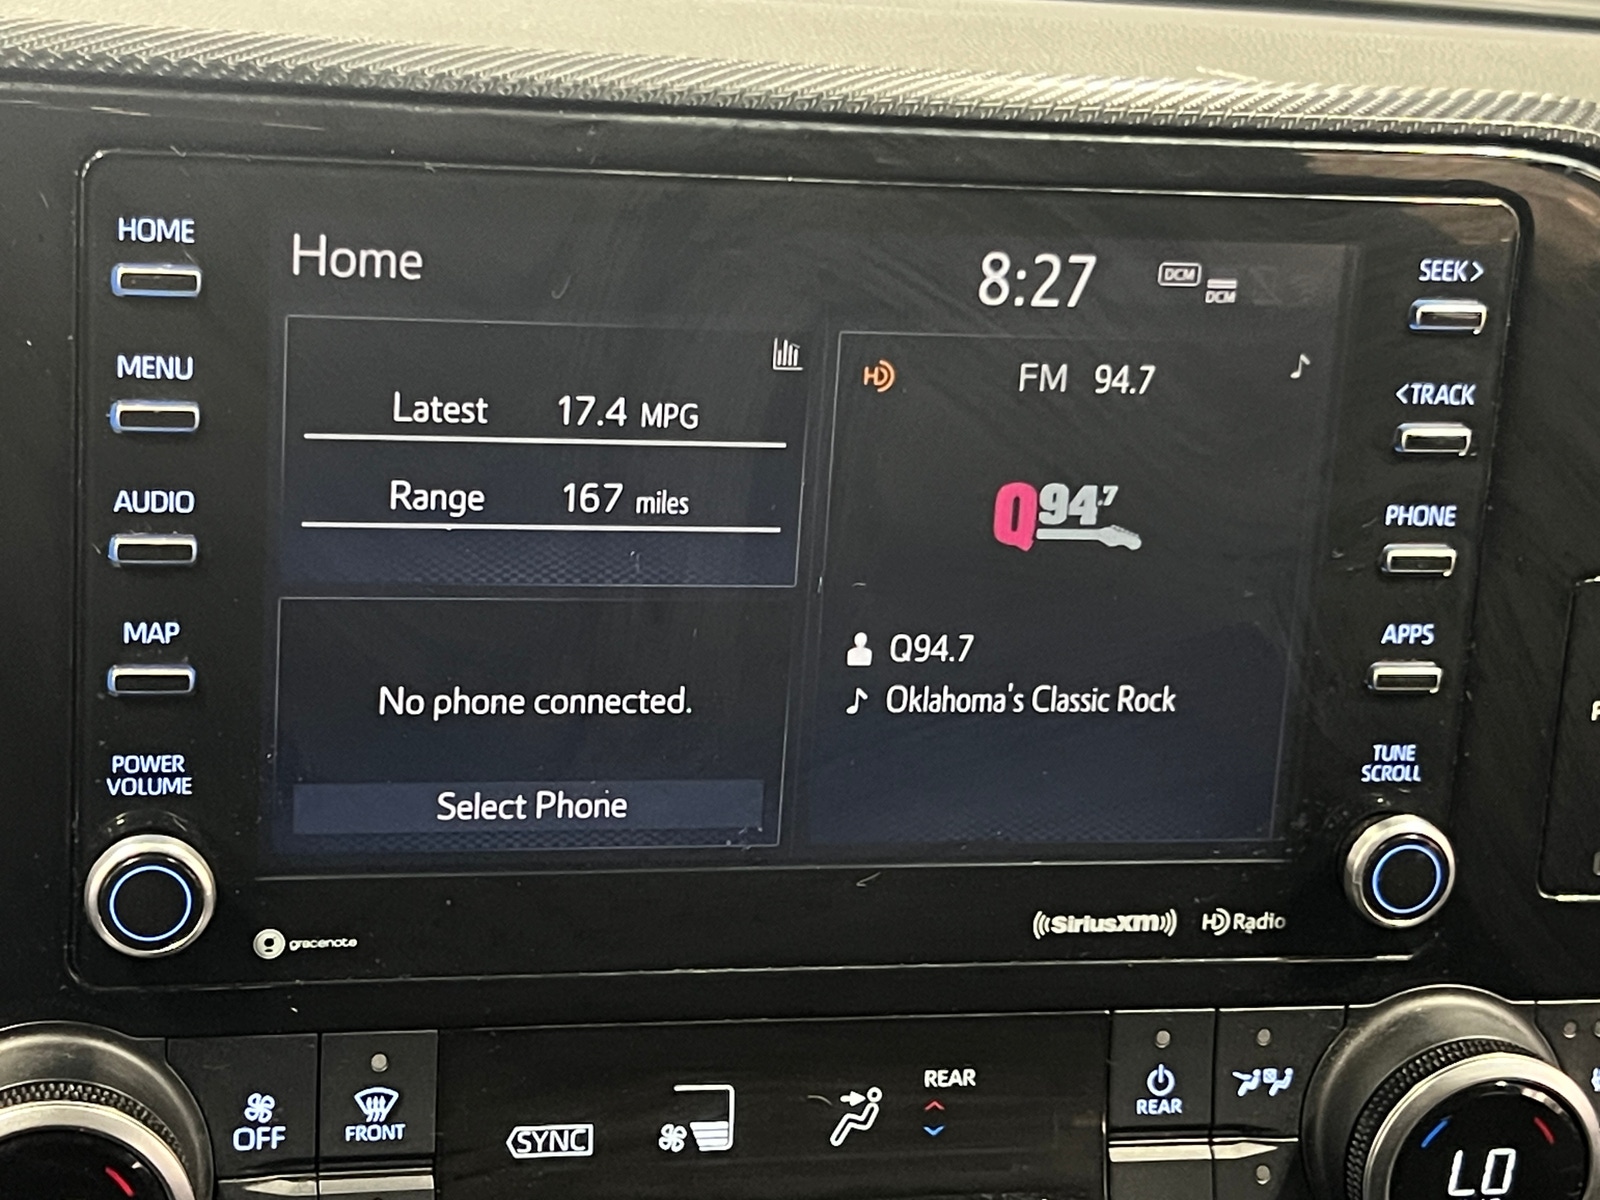 HOME
MENU
AUDIO
MAP
POWER
VOLUME
Home
8:27
DCM
DCM
Latest 17.4 MPG
Range 167 miles
No phone connected.
Select Phone
HD
FM 94.7
Q94.7
Q94.7
Oklahoma's Classic Rock
SEEK>
<TRACK
PHONE
APPS
TUNE
SCROLL
gracenote
((SiriusXM))
HD Radio
OFF
FRONT
SYNC
REAR
REAR
LO